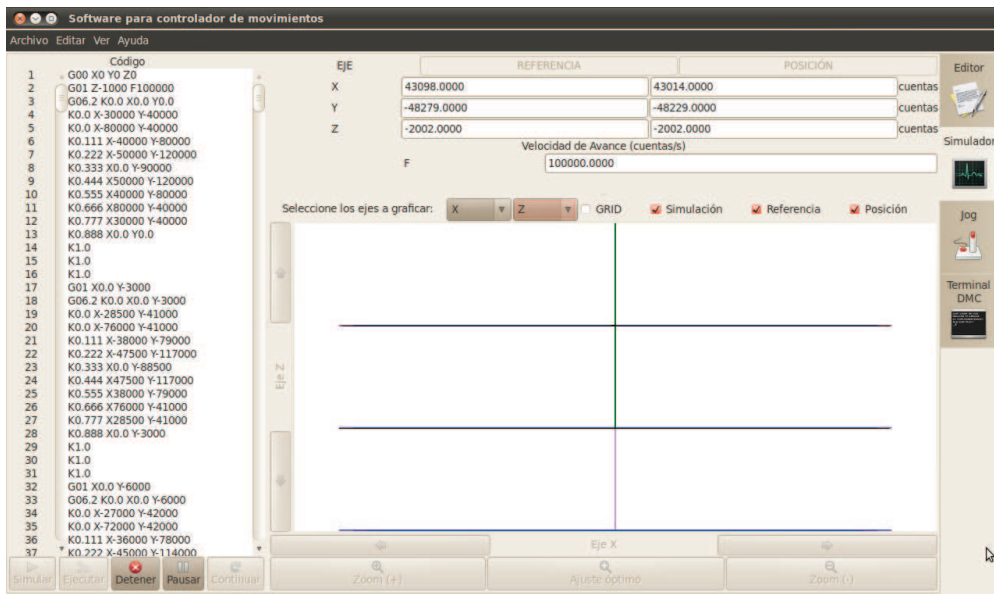 Software para controlador de movimientos
Archivo Editar Ver Ayuda
Código
1 G00 X0 Y0 Z0
2 G01 Z-1000 F100000
3 G06.2 K0.0 X0.0 Y0.0
4 K0.0 X-30000 Y-40000
5 K0.0 X-80000 Y-40000
6 K0.111 X-40000 Y-80000
7 K0.222 X-50000 Y-120000
8 K0.333 X0.0 Y-90000
9 K0.444 X50000 Y-120000
10 K0.555 X40000 Y-80000
11 K0.666 X80000 Y-40000
12 K0.777 X30000 Y-40000
13 K0.888 X0.0 Y0.0
14 K1.0
15 K1.0
16 K1.0
17 G01 X0.0 Y-3000
18 G06.2 K0.0 X0.0 Y-3000
19 K0.0 X-28500 Y-41000
20 K0.0 X-76000 Y-41000
21 K0.111 X-38000 Y-79000
22 K0.222 X-47500 Y-117000
23 K0.333 X0.0 Y-88500
24 K0.444 X47500 Y-117000
25 K0.555 X38000 Y-79000
26 K0.666 X76000 Y-41000
27 K0.777 X28500 Y-41000
28 K0.888 X0.0 Y-3000
29 K1.0
30 K1.0
31 K1.0
32 G01 X0.0 Y-6000
33 G06.2 K0.0 X0.0 Y-6000
34 K0.0 X-27000 Y-42000
35 K0.0 X-72000 Y-42000
36 K0.111 X-36000 Y-78000
37 K0.222 X-45000 Y-114000
Simular Ejecutar Detener Pausar Continuar
EJE REFERENCIA POSICIÓN
X 43098.0000 43014.0000 cuentas
Y -48279.0000 -48229.0000 cuentas
Z -2002.0000 -2002.0000 cuentas
Velocidad de Avance (cuentas/s)
F 100000.0000
Seleccione los ejes a graficar: X Z GRID Simulación Referencia Posición
Eje Z
Eje X
Zoom (+) Ajuste óptimo Zoom (-)
Editor
Simulador
Jog
Terminal
DMC